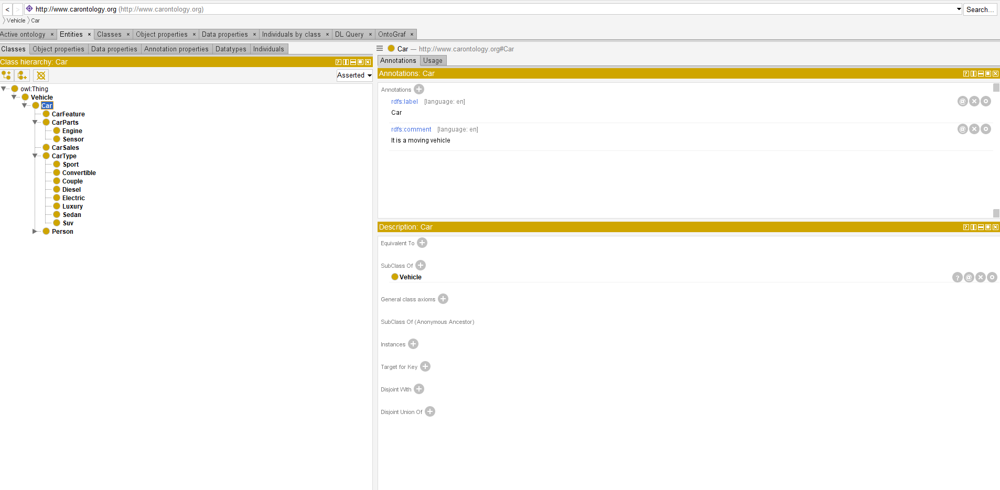 < > http://www.carontology.org (http://www.carontology.org) Search...
Vehicle Car
Active ontology × Entities × Classes × Object properties × Data properties × Individuals by class × DL Query × OntoGraf ×
Classes Object properties Data properties Annotation properties Datatypes Individuals
Class hierarchy: Car
Asserted
owl:Thing
Vehicle
Car
CarFeature
CarParts
Engine
Sensor
CarSales
CarType
Sport
Convertible
Couple
Diesel
Electric
Luxury
Sedan
Suv
Person
Car — http://www.carontology.org#Car
Annotations Usage
Annotations: Car
Annotations
rdfs:label [language: en]
Car
rdfs:comment [language: en]
It is a moving vehicle
Description: Car
Equivalent To
SubClass Of
Vehicle
General class axioms
SubClass Of (Anonymous Ancestor)
Instances
Target for Key
Disjoint With
Disjoint Union Of